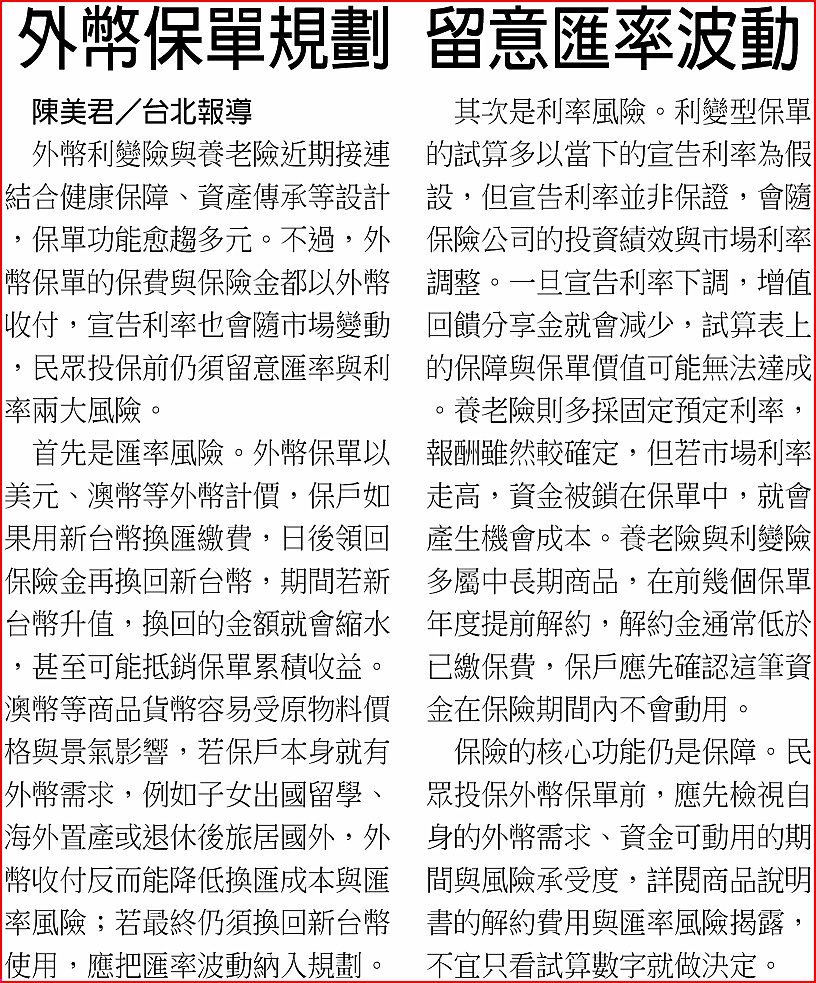 外幣保單規劃 留意匯率波動
陳美君／台北報導
外幣利變險與養老險近期接連
結合健康保障、資產傳承等設計
，保單功能愈趨多元。不過，外
幣保單的保費與保險金都以外幣
收付，宣告利率也會隨市場變動
，民眾投保前仍須留意匯率與利
率兩大風險。
首先是匯率風險。外幣保單以
美元、澳幣等外幣計價，保戶如
果用新台幣換匯繳費，日後領回
保險金再換回新台幣，期間若新
台幣升值，換回的金額就會縮水
，甚至可能抵銷保單累積收益。
澳幣等商品貨幣容易受原物料價
格與景氣影響，若保戶本身就有
外幣需求，例如子女出國留學、
海外置產或退休後旅居國外，外
幣收付反而能降低換匯成本與匯
率風險；若最終仍須換回新台幣
使用，應把匯率波動納入規劃。
其次是利率風險。利變型保單
的試算多以當下的宣告利率為假
設，但宣告利率並非保證，會隨
保險公司的投資績效與市場利率
調整。一旦宣告利率下調，增值
回饋分享金就會減少，試算表上
的保障與保單價值可能無法達成
。養老險則多採固定預定利率，
報酬雖然較確定，但若市場利率
走高，資金被鎖在保單中，就會
產生機會成本。養老險與利變險
多屬中長期商品，在前幾個保單
年度提前解約，解約金通常低於
已繳保費，保戶應先確認這筆資
金在保險期間內不會動用。
保險的核心功能仍是保障。民
眾投保外幣保單前，應先檢視自
身的外幣需求、資金可動用的期
間與風險承受度，詳閱商品說明
書的解約費用與匯率風險揭露，
不宜只看試算數字就做決定。